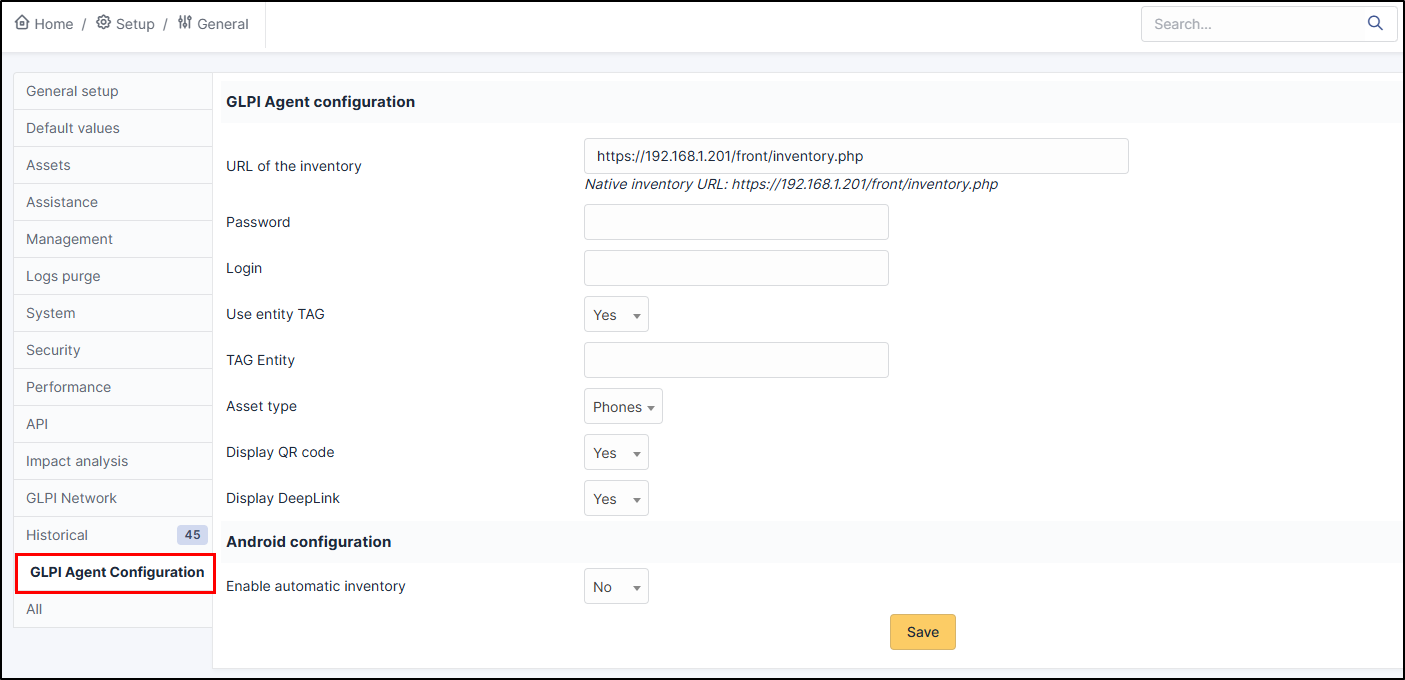 Home / Setup / General
Search...
General setup
Default values
Assets
Assistance
Management
Logs purge
System
Security
Performance
API
Impact analysis
GLPI Network
Historical 45
GLPI Agent Configuration
All
GLPI Agent configuration
URL of the inventory https://192.168.1.201/front/inventory.php
Native inventory URL: https://192.168.1.201/front/inventory.php
Password
Login
Use entity TAG Yes
TAG Entity
Asset type Phones
Display QR code Yes
Display DeepLink Yes
Android configuration
Enable automatic inventory No
Save